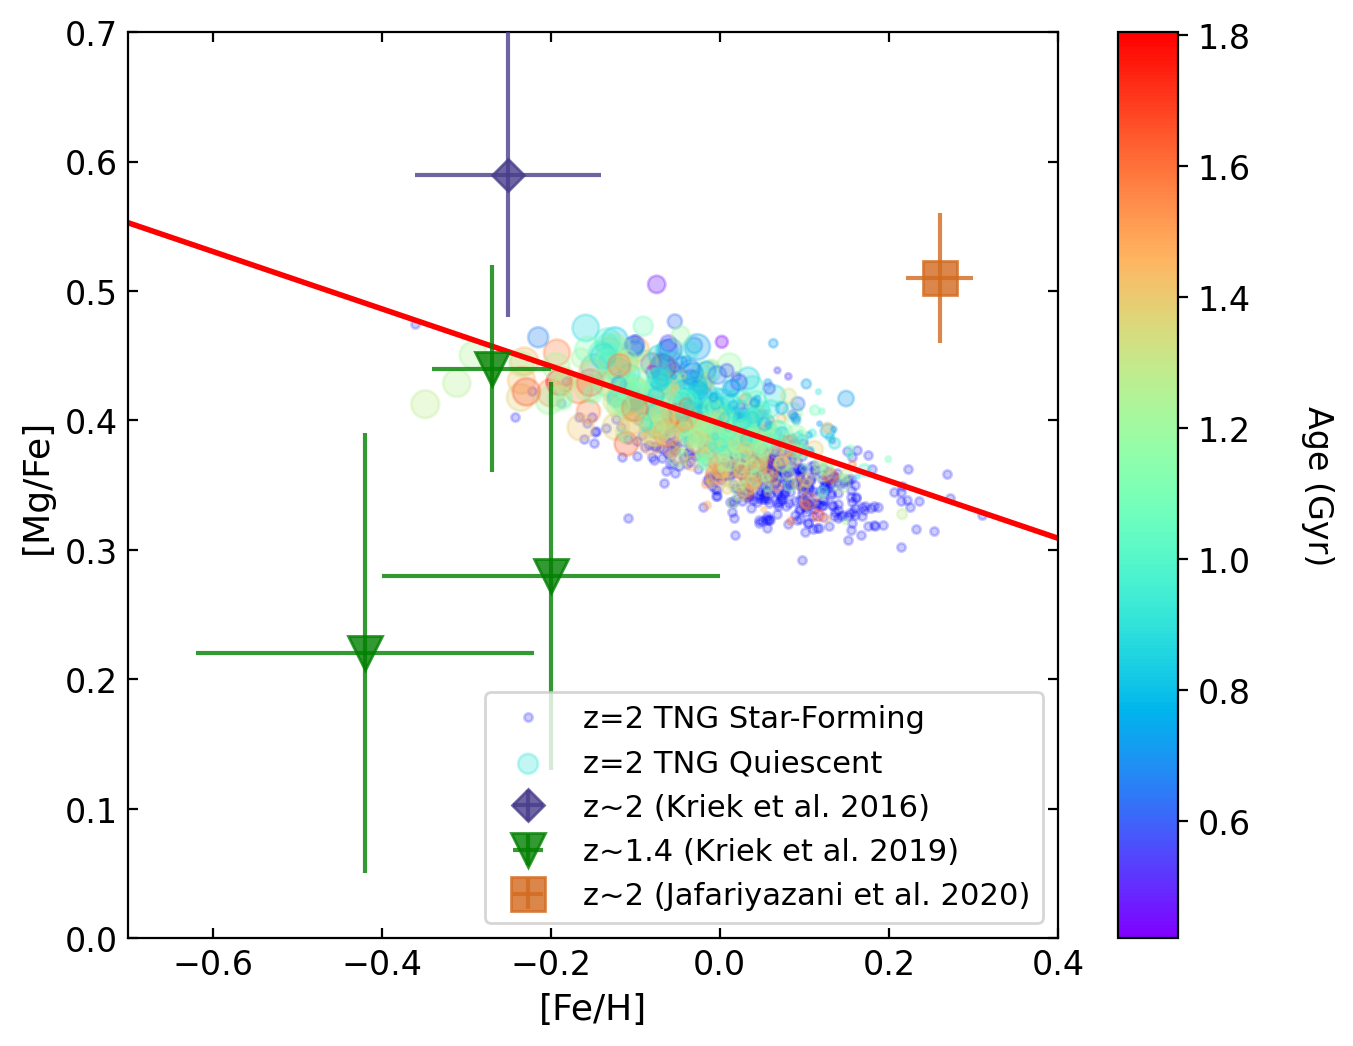 0.7
0.6
0.5
0.4
0.3
0.2
0.1
0.0
[Mg/Fe]
−0.6
−0.4
−0.2
0.0
0.2
0.4
[Fe/H]
z=2 TNG Star-Forming
z=2 TNG Quiescent
z~2 (Kriek et al. 2016)
z~1.4 (Kriek et al. 2019)
z~2 (Jafariyazani et al. 2020)
1.8
1.6
1.4
1.2
1.0
0.8
0.6
Age (Gyr)